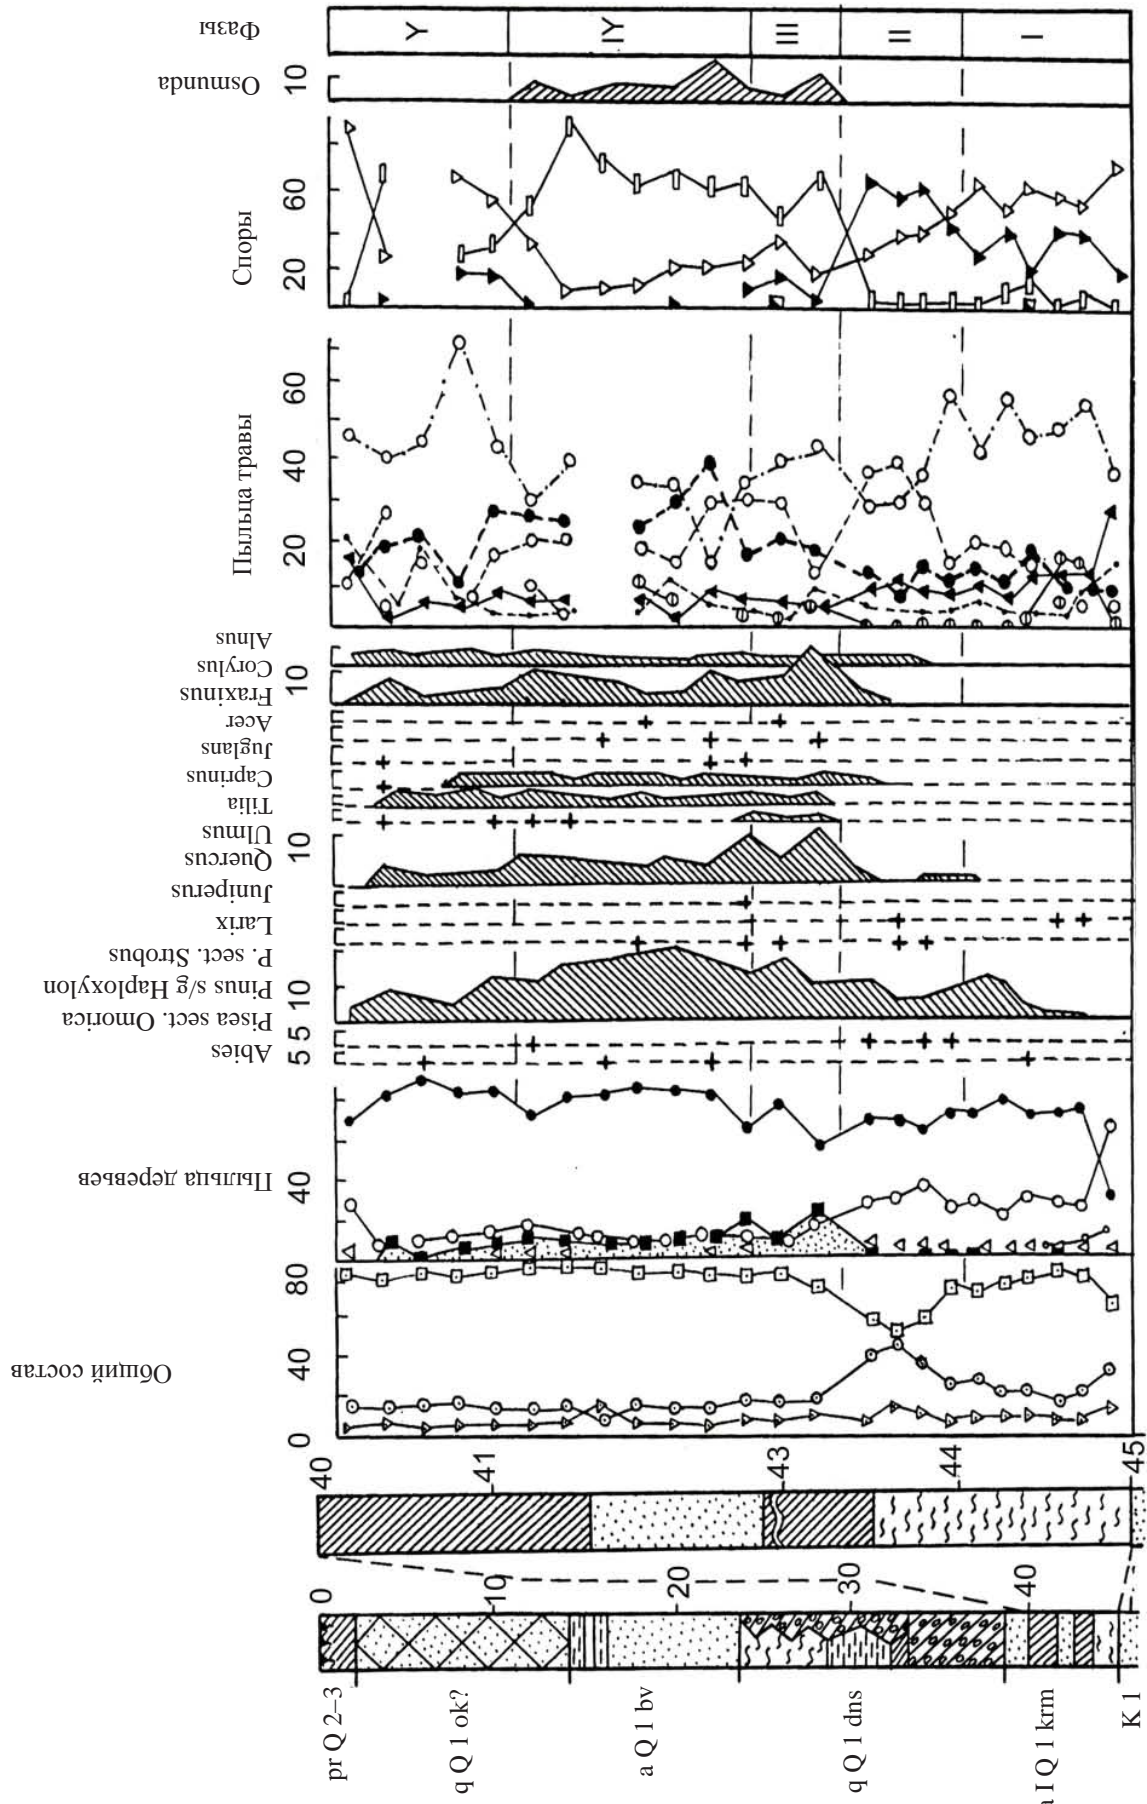 Фазы
Y
IY
III
II
I
Osmunda
10
Споры
20
60
Пыльца травы
20
40
60
Alnus
Corylus
Fraxinus
10
Acer
Juglans
Caprinus
Tilia
Ulmus
Quercus
10
Juniperus
Larix
P. sect. Strobus
Pinus s/g Haploxylon
10
Pisea sect. Omorica
5
Abies
5
Пыльца деревьев
40
Общий состав
0
40
80
40
41
43
44
45
0
10
20
30
40
pr Q 2–3
q Q 1 ok?
a Q 1 bv
q Q 1 dns
a I Q 1 krm
K 1